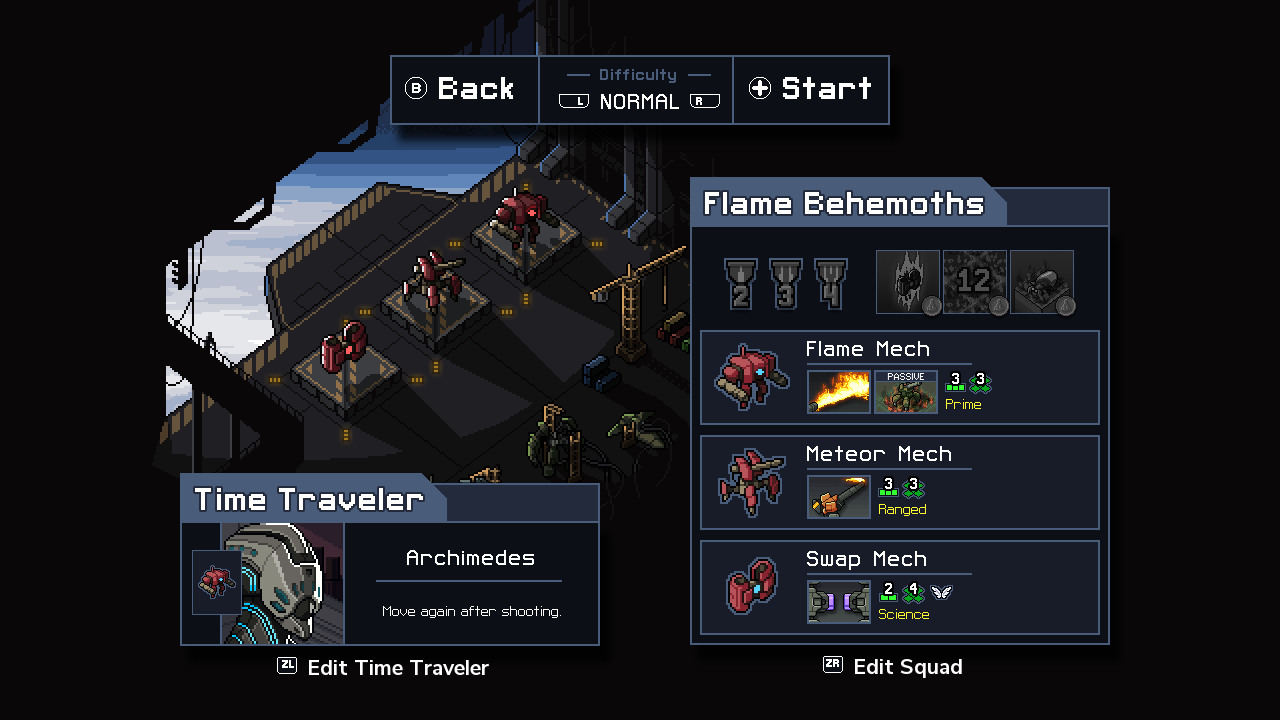 B Back
Difficulty
L NORMAL R
Start
Flame Behemoths
2 3 4
12
Flame Mech
PASSIVE
3 3
Prime
Meteor Mech
3 3
Ranged
Swap Mech
2 4
Science
Time Traveler
Archimedes
Move again after shooting.
ZL Edit Time Traveler
ZR Edit Squad